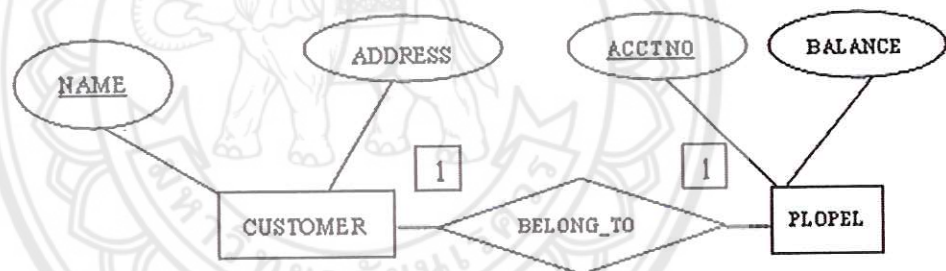 NAME
ADDRESS
ACCTNO
BALANCE
1
1
CUSTOMER
BELONG_TO
PLOPEL